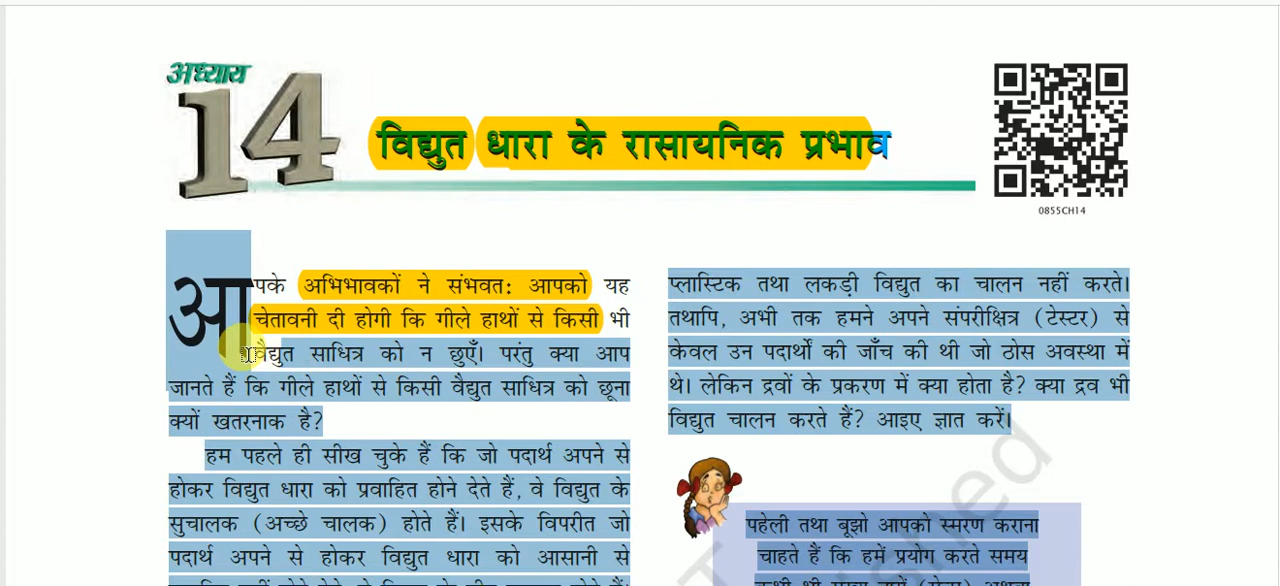 अध्याय
14
विद्युत धारा के रासायनिक प्रभाव
0855CH14
आपके अभिभावकों ने संभवत: आपको यह
चेतावनी दी होगी कि गीले हाथों से किसी भी
वैद्युत साधित्र को न छुएँ। परंतु क्या आप
जानते हैं कि गीले हाथों से किसी वैद्युत साधित्र को छूना
क्यों खतरनाक है?
हम पहले ही सीख चुके हैं कि जो पदार्थ अपने से
होकर विद्युत धारा को प्रवाहित होने देते हैं, वे विद्युत के
सुचालक (अच्छे चालक) होते हैं। इसके विपरीत जो
पदार्थ अपने से होकर विद्युत धारा को आसानी से
प्लास्टिक तथा लकड़ी विद्युत का चालन नहीं करते।
तथापि, अभी तक हमने अपने संपरीक्षित्र (टेस्टर) से
केवल उन पदार्थों की जाँच की थी जो ठोस अवस्था में
थे। लेकिन द्रवों के प्रकरण में क्या होता है? क्या द्रव भी
विद्युत चालन करते हैं? आइए ज्ञात करें।
पहेली तथा बूझो आपको स्मरण कराना
चाहते हैं कि हमें प्रयोग करते समय